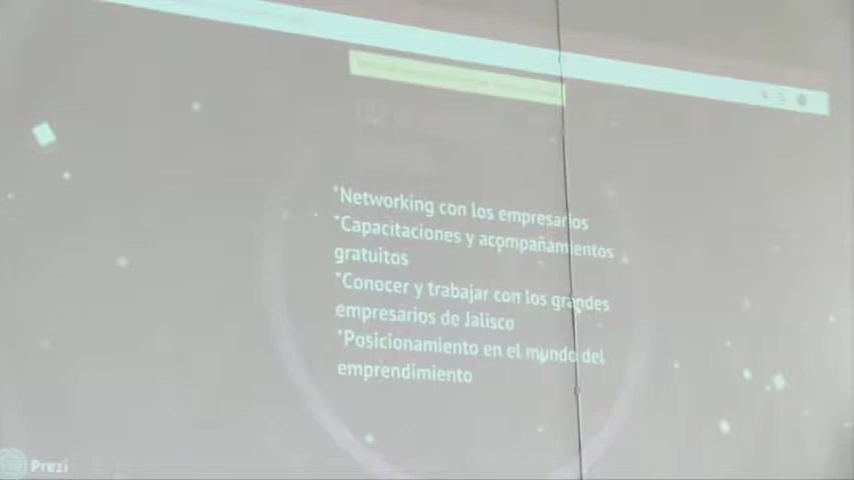 *Networking con los empresarios
*Capacitaciones y acompañamientos
gratuitos
*Conocer y trabajar con los grandes
empresarios de Jalisco
*Posicionamiento en el mundo del
emprendimiento
Prezi